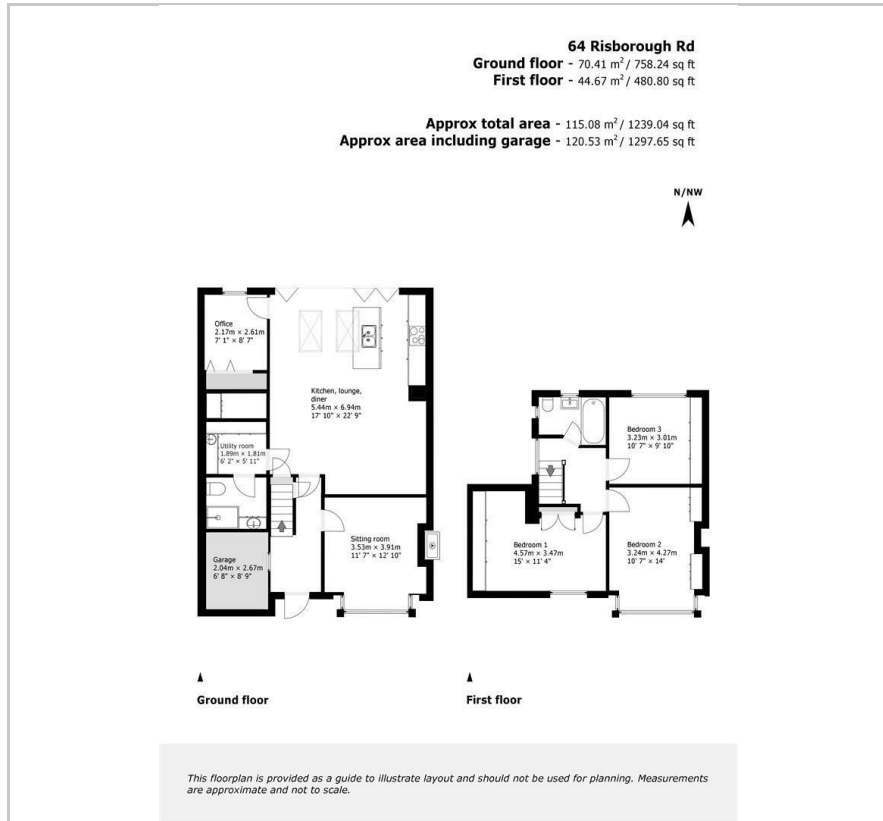 64 Risborough Rd
Ground floor - 70.41 m²/ 758.24 sq ft
First floor - 44.67 m²/ 480.80 sq ft
Approx total area - 115.08 m²/ 1239.04 sq ft
Approx area including garage - 120.53 m²/ 1297.65 sq ft
N/NW
Office
2.17m × 2.61m
7' 1" × 8' 7"
Kitchen, lounge,
diner
5.44m × 6.94m
17' 10" × 22' 9"
Utility room
1.89m × 1.81m
6' 2" × 5' 11"
Sitting room
3.53m × 3.91m
11' 7" × 12' 10"
Garage
2.04m × 2.67m
6' 8" × 8' 9"
Bedroom 3
3.23m × 3.01m
10' 7" × 9' 10"
Bedroom 1
4.57m × 3.47m
15' × 11' 4"
Bedroom 2
3.24m × 4.27m
10' 7" × 14'
Ground floor
First floor
This floorplan is provided as a guide to illustrate layout and should not be used for planning. Measurements
are approximate and not to scale.